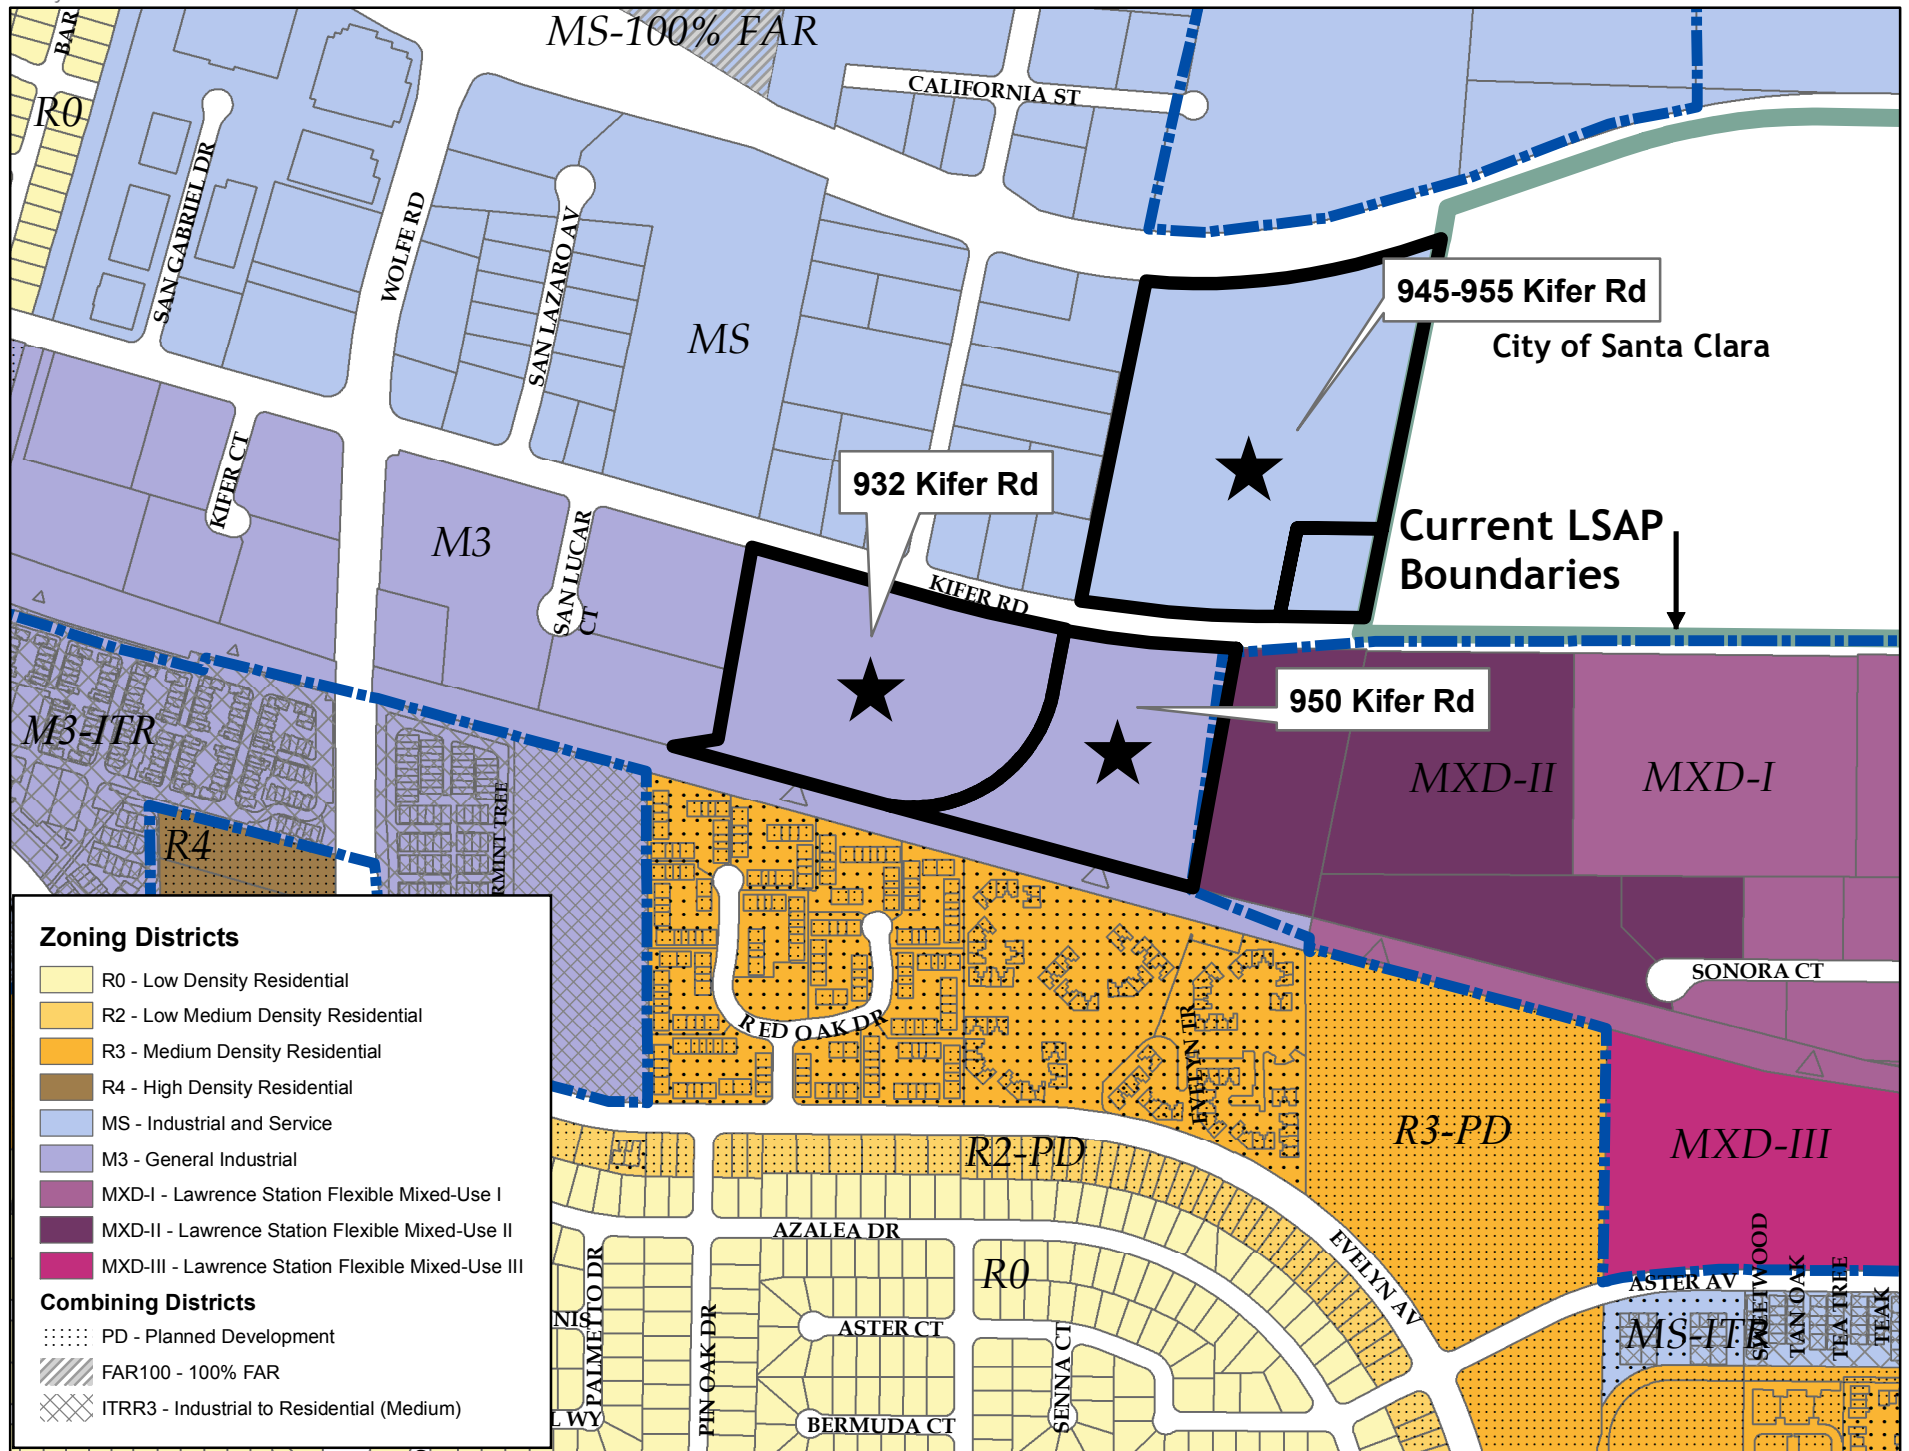 MS-100% FAR
BAR
CALIFORNIA ST
R0
SAN GABRIEL DR
WOLFE RD
SAN LAZARO AV
945-955 Kifer Rd
MS
City of Santa Clara
932 Kifer Rd
KIFER CT
M3
SAN LUCAR
CT
Current LSAP
Boundaries
KIFER RD
950 Kifer Rd
M3-ITR
MXD-II
MXD-I
RMINT TREE
R4
SONORA CT
RED OAK DR
EVELYN TR
R3-PD
R2-PD
MXD-III
AZALEA DR
EVELYN AV
R0
PALMETTO DR
PIN OAK DR
NIS
ASTER CT
SENNA CT
ASTER AV
SWEETWOOD
TAN OAK
TEA TREE
TEAK
MS-ITR
L WY
BERMUDA CT
Zoning Districts
R0 - Low Density Residential
R2 - Low Medium Density Residential
R3 - Medium Density Residential
R4 - High Density Residential
MS - Industrial and Service
M3 - General Industrial
MXD-I - Lawrence Station Flexible Mixed-Use I
MXD-II - Lawrence Station Flexible Mixed-Use II
MXD-III - Lawrence Station Flexible Mixed-Use III
Combining Districts
PD - Planned Development
FAR100 - 100% FAR
ITRR3 - Industrial to Residential (Medium)